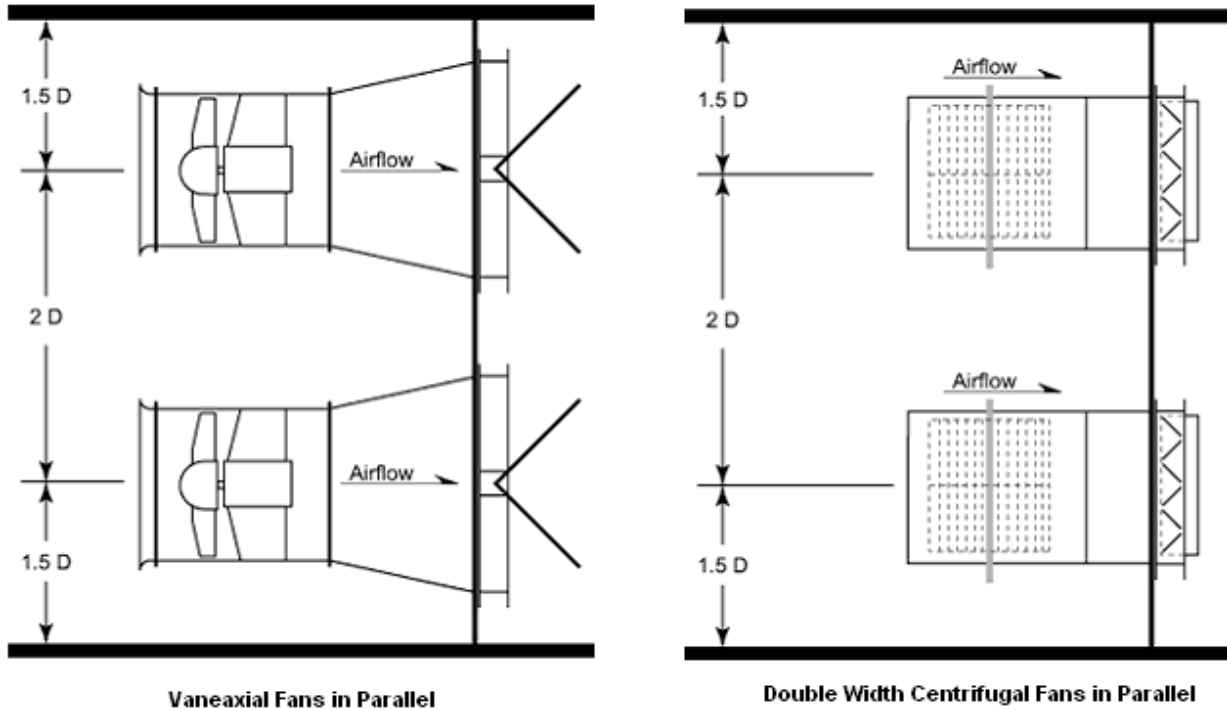 1.5 D
Airflow
2 D
Airflow
1.5 D
Vaneaxial Fans in Parallel
Airflow
1.5 D
2 D
Airflow
1.5 D
Double Width Centrifugal Fans in Parallel